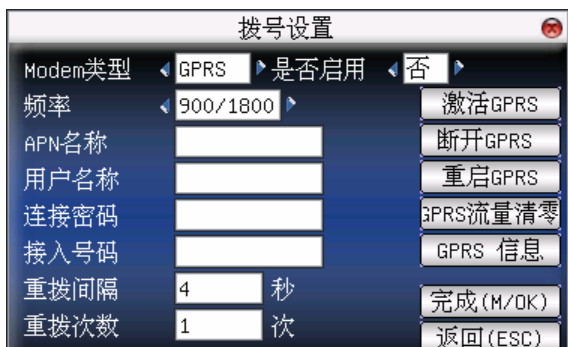 拨号设置
Modem类型 GPRS 是否启用 否
频率 900/1800 激活GPRS
APN名称 断开GPRS
用户名称 重启GPRS
连接密码 GPRS流量清零
接入号码 GPRS 信息
重拨间隔 4 秒 完成(M/OK)
重拨次数 1 次 返回(ESC)